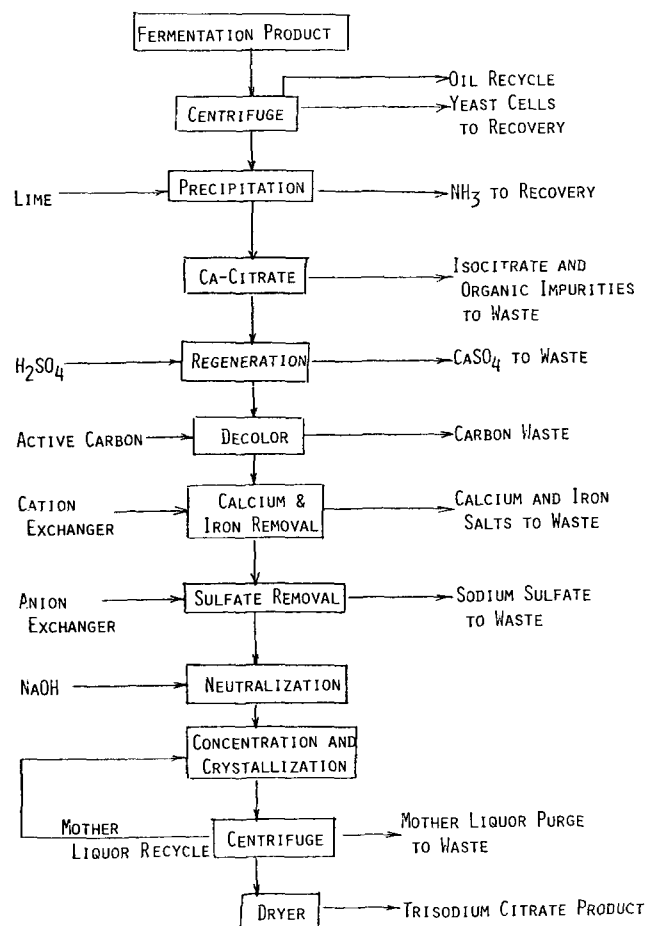 FERMENTATION PRODUCT
OIL RECYCLE
CENTRIFUGE
YEAST CELLS
TO RECOVERY
LIME
PRECIPITATION
NH3 TO RECOVERY
CA-CITRATE
ISOCITRATE AND
ORGANIC IMPURITIES
TO WASTE
H2SO4
REGENERATION
CASO4 TO WASTE
ACTIVE CARBON
DECOLOR
CARBON WASTE
CATION
EXCHANGER
CALCIUM &
IRON REMOVAL
CALCIUM AND IRON
SALTS TO WASTE
ANION
EXCHANGER
SULFATE REMOVAL
SODIUM SULFATE
TO WASTE
NAOH
NEUTRALIZATION
CONCENTRATION AND
CRYSTALLIZATION
MOTHER
LIQUOR RECYCLE
CENTRIFUGE
MOTHER LIQUOR PURGE
TO WASTE
DRYER
TRISODIUM CITRATE PRODUCT